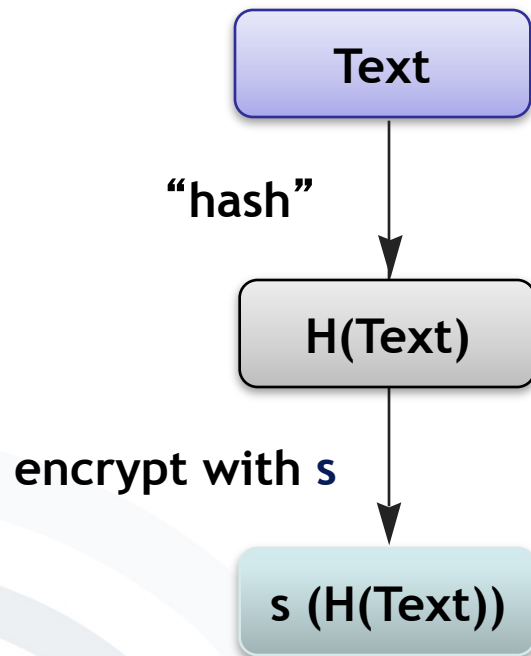 Text
“hash”
H(Text)
encrypt with s
s (H(Text))